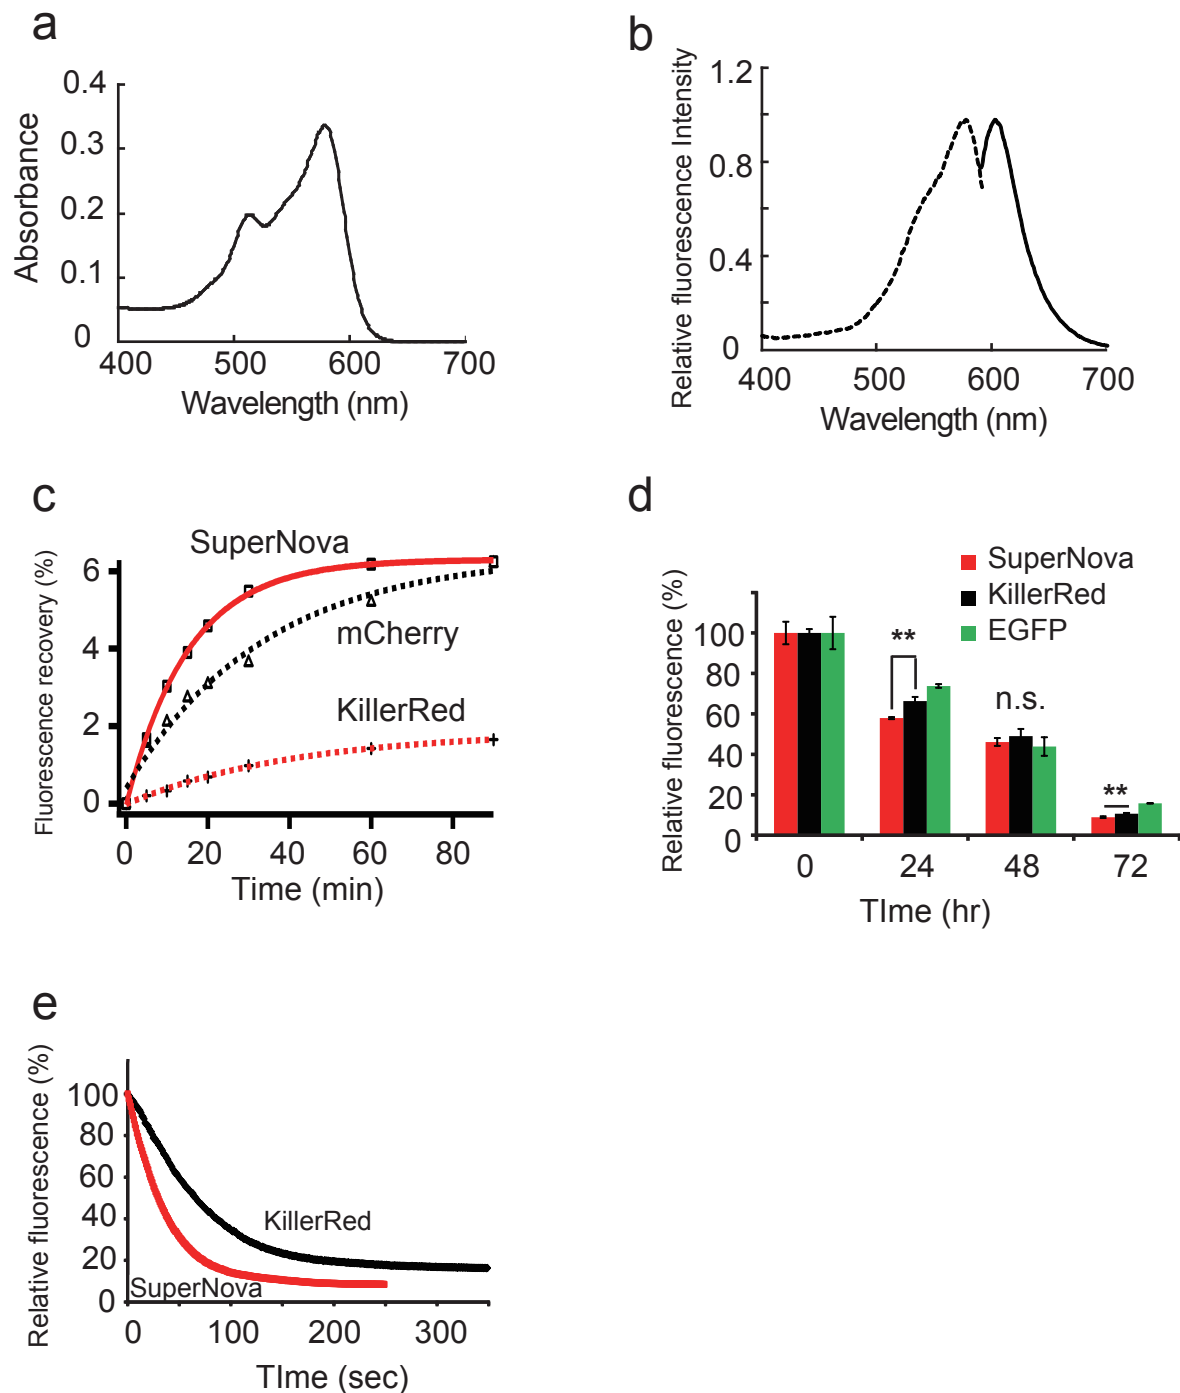 a
0.4
0.3
0.2
0.1
0
Absorbance
400 500 600 700
Wavelength (nm)
b
1.2
0.8
0.4
0
Relative fluorescence Intensity
400 500 600 700
Wavelength (nm)
c
SuperNova
mCherry
KillerRed
6
4
2
0
Fluorescence recovery (%)
0 20 40 60 80
Time (min)
d
SuperNova
KillerRed
EGFP
100
80
60
40
20
0
Relative fluorescence (%)
**
n.s.
**
0 24 48 72
TIme (hr)
e
100
80
60
40
20
0
Relative fluorescence (%)
KillerRed
SuperNova
0 100 200 300
TIme (sec)